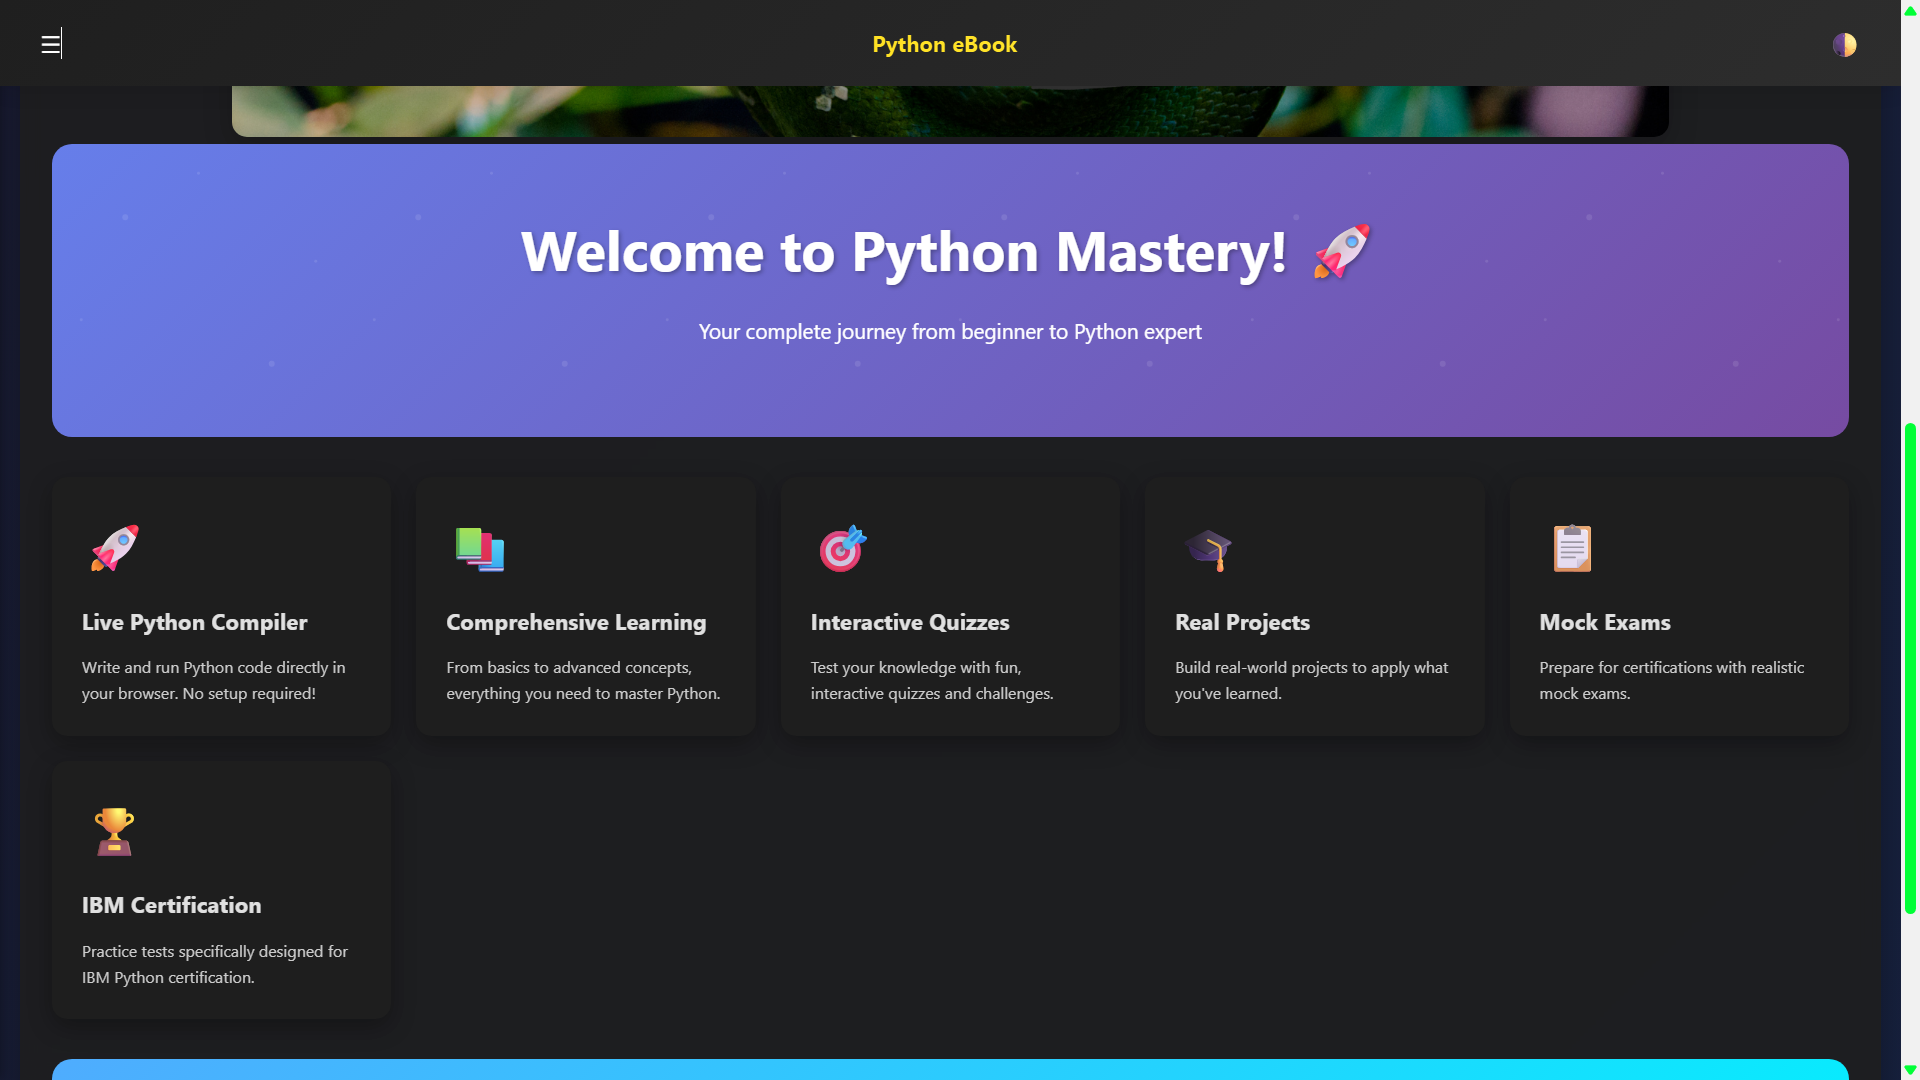 Python eBook
Welcome to Python Mastery! 🚀
Your complete journey from beginner to Python expert
Live Python Compiler
Write and run Python code directly in
your browser. No setup required!
Comprehensive Learning
From basics to advanced concepts,
everything you need to master Python.
Interactive Quizzes
Test your knowledge with fun,
interactive quizzes and challenges.
Real Projects
Build real-world projects to apply what
you've learned.
Mock Exams
Prepare for certifications with realistic
mock exams.
IBM Certification
Practice tests specifically designed for
IBM Python certification.